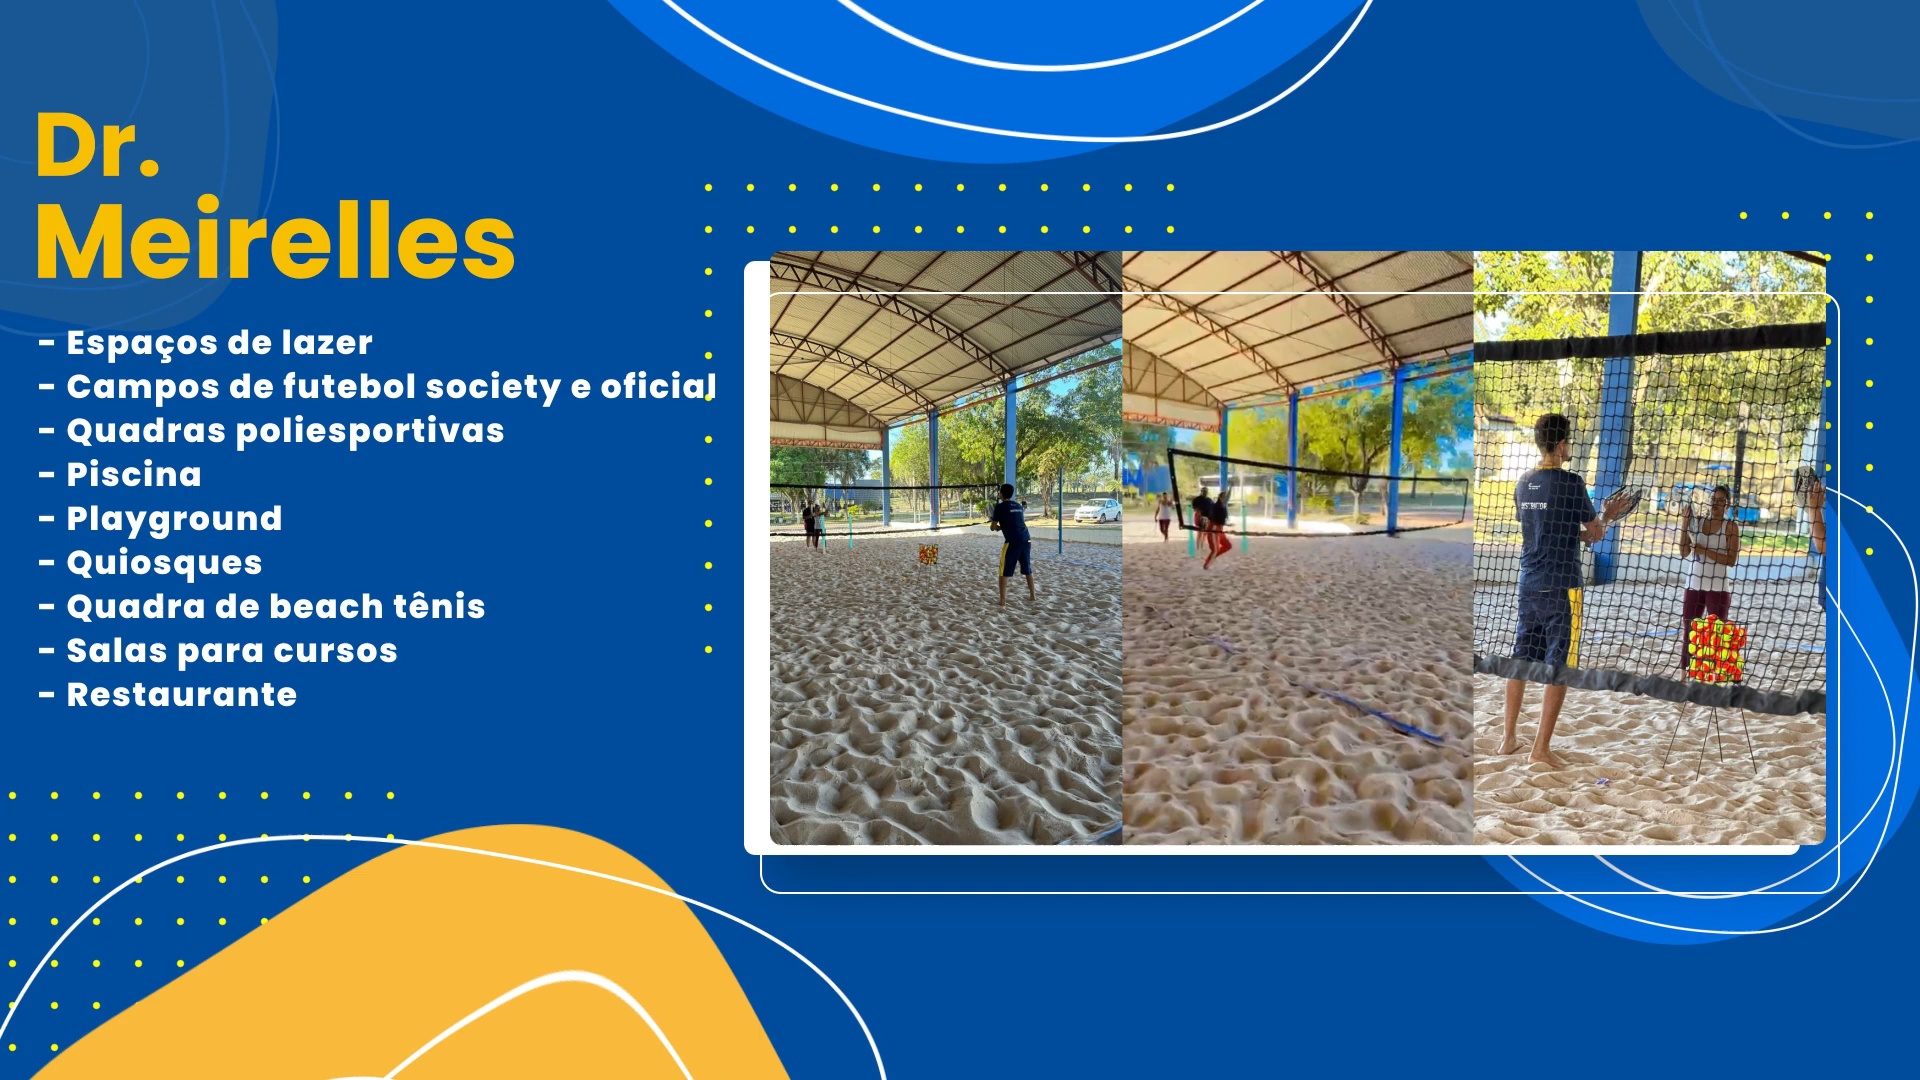 Dr.
Meirelles
- Espaços de lazer
- Campos de futebol society e oficial
- Quadras poliesportivas
- Piscina
- Playground
- Quiosques
- Quadra de beach tênis
- Salas para cursos
- Restaurante